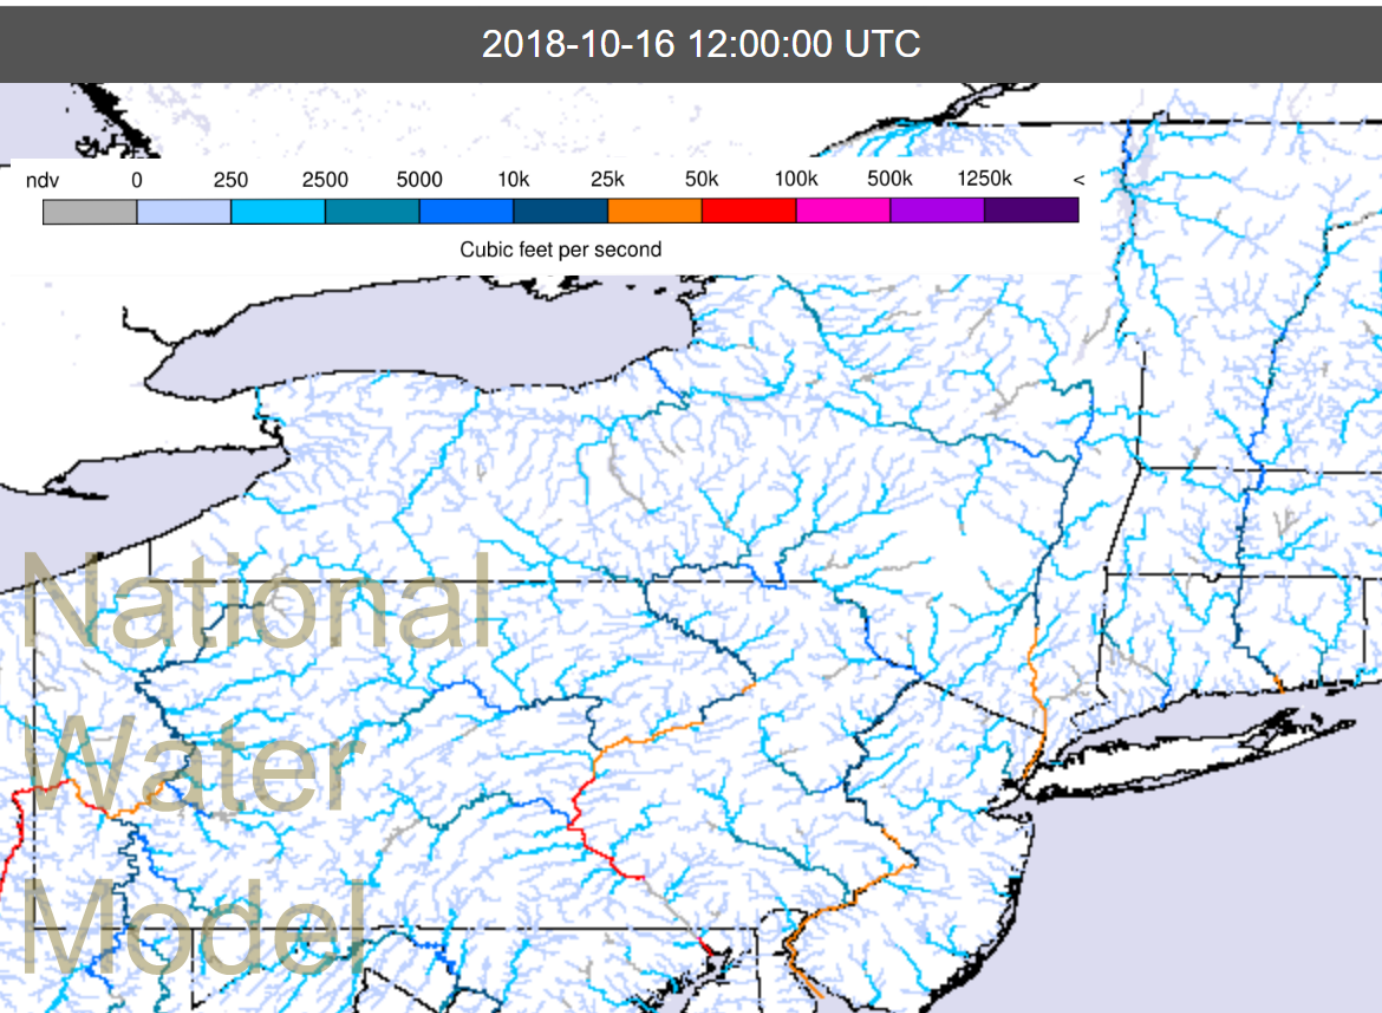 2018-10-16 12:00:00 UTC
ndv 0 250 2500 5000 10k 25k 50k 100k 500k 1250k <
Cubic feet per second
National
Water
Model